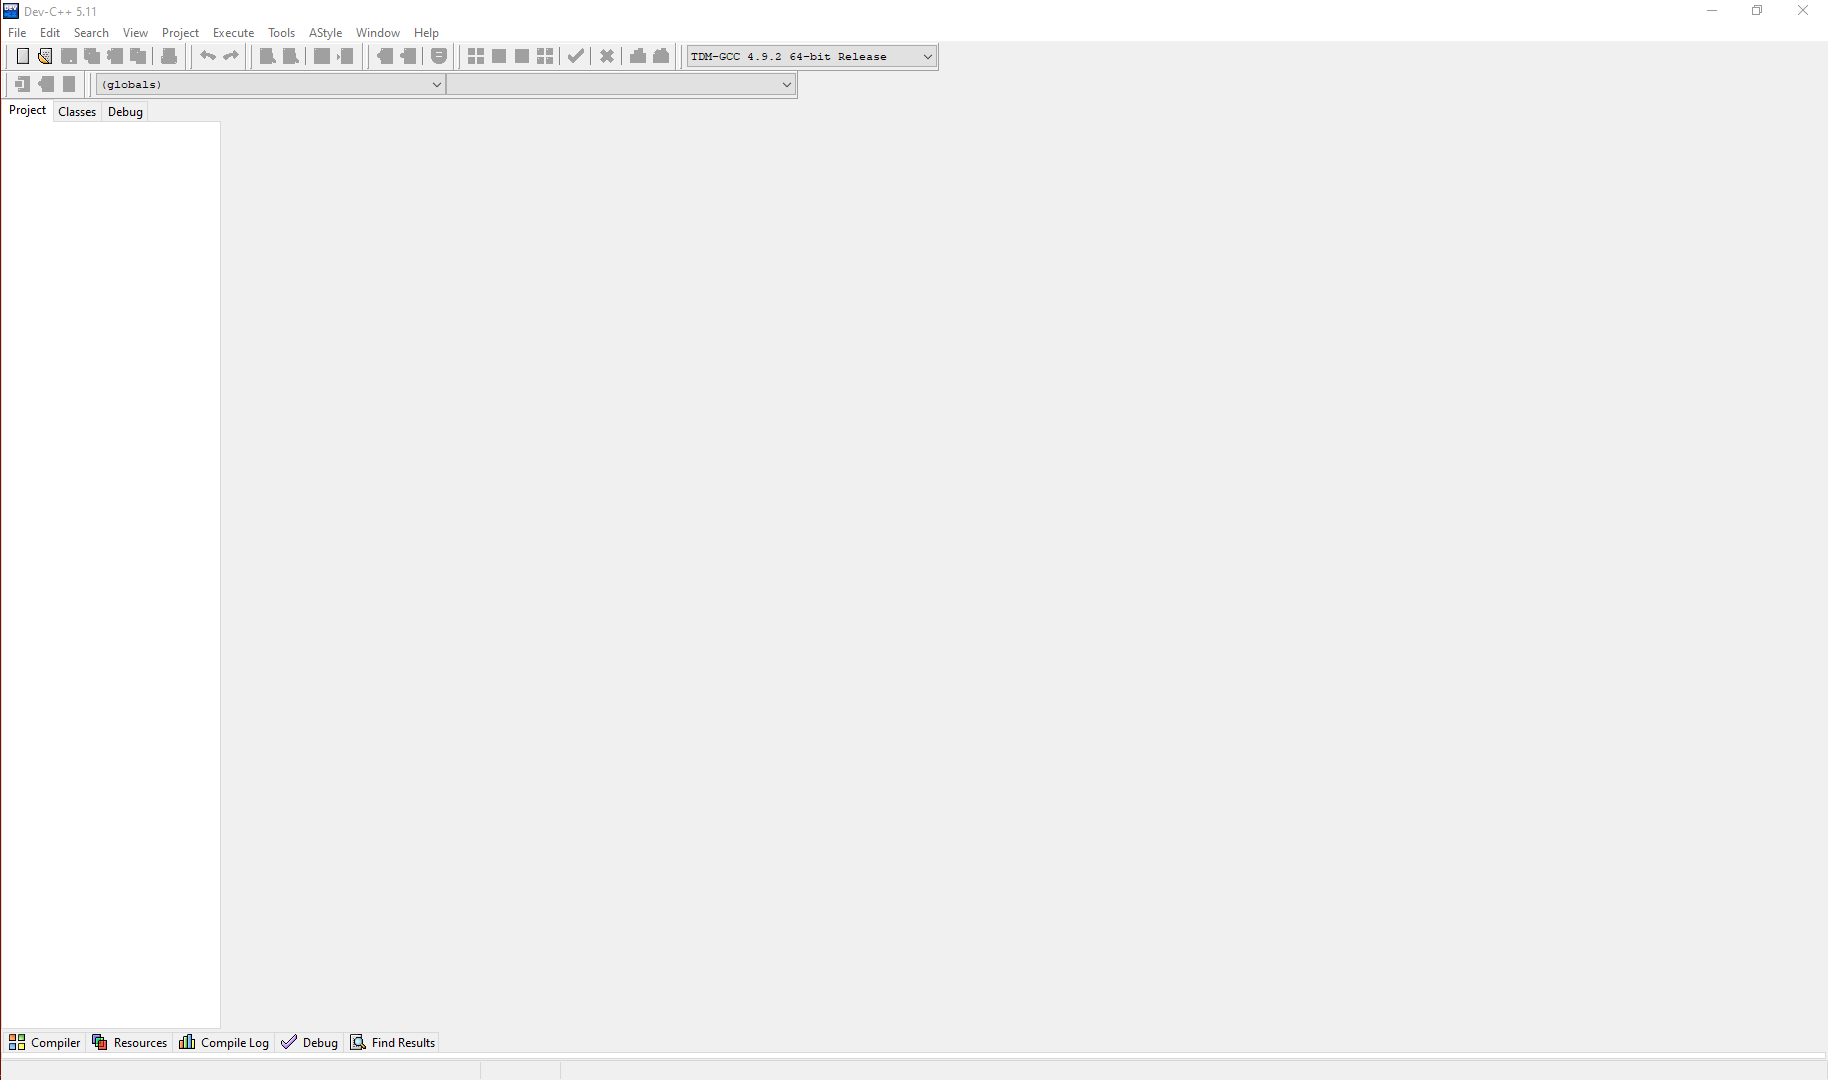 Dev-C++ 5.11
File Edit Search View Project Execute Tools AStyle Window Help
TDM-GCC 4.9.2 64-bit Release
(globals)
Project Classes Debug
Compiler Resources Compile Log Debug Find Results